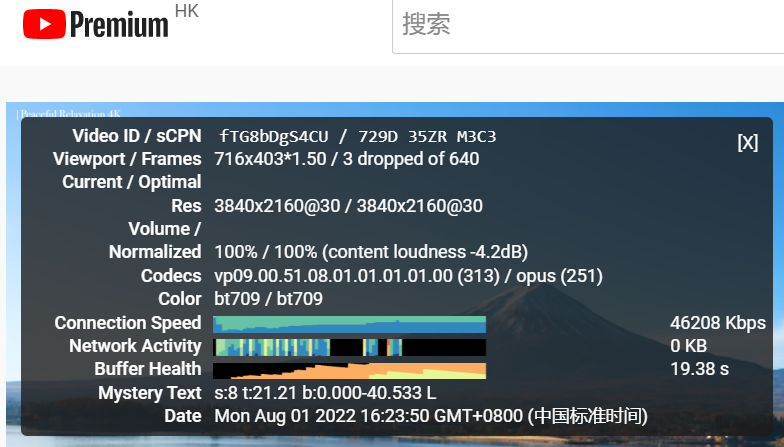 Premium HK
搜索
| Peaceful Relaxation 4K
Video ID / sCPN fTG8bDgS4CU / 729D 35ZR M3C3
[X]
Viewport / Frames 716x403*1.50 / 3 dropped of 640
Current / Optimal
Res 3840x2160@30 / 3840x2160@30
Volume /
Normalized 100% / 100% (content loudness -4.2dB)
Codecs vp09.00.51.08.01.01.01.01.00 (313) / opus (251)
Color bt709 / bt709
Connection Speed 46208 Kbps
Network Activity 0 KB
Buffer Health 19.38 s
Mystery Text s:8 t:21.21 b:0.000-40.533 L
Date Mon Aug 01 2022 16:23:50 GMT+0800 (中国标准时间)